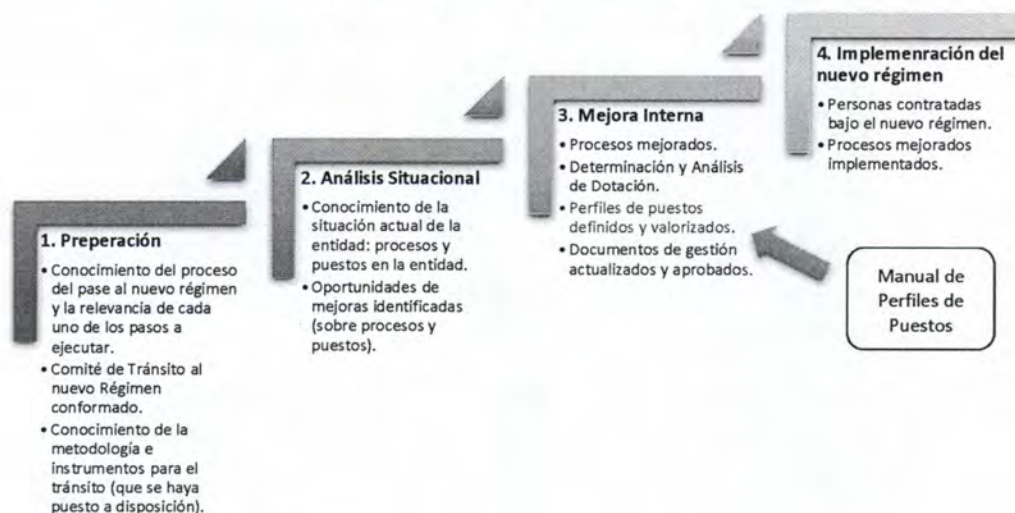 1. Preperación
• Conocimiento del proceso
del pase al nuevo régimen
y la relevancia de cada
uno de los pasos a
ejecutar.
• Comité de Tránsito al
nuevo Régimen
conformado.
• Conocimiento de la
metodología e
instrumentos para el
tránsito (que se haya
puesto a disposición).
2. Análisis Situacional
• Conocimiento de la
situación actual de la
entidad: procesos y
puestos en la entidad.
• Oportunidades de
mejoras identificadas
(sobre procesos y
puestos).
3. Mejora Interna
• Procesos mejorados.
• Determinación y Análisis
de Dotación.
• Perfiles de puestos
definidos y valorizados.
• Documentos de gestión
actualizados y aprobados.
4. Implemenración del
nuevo régimen
• Personas contratadas
bajo el nuevo régimen.
• Procesos mejorados
implementados.
Manual de
Perfiles de
Puestos